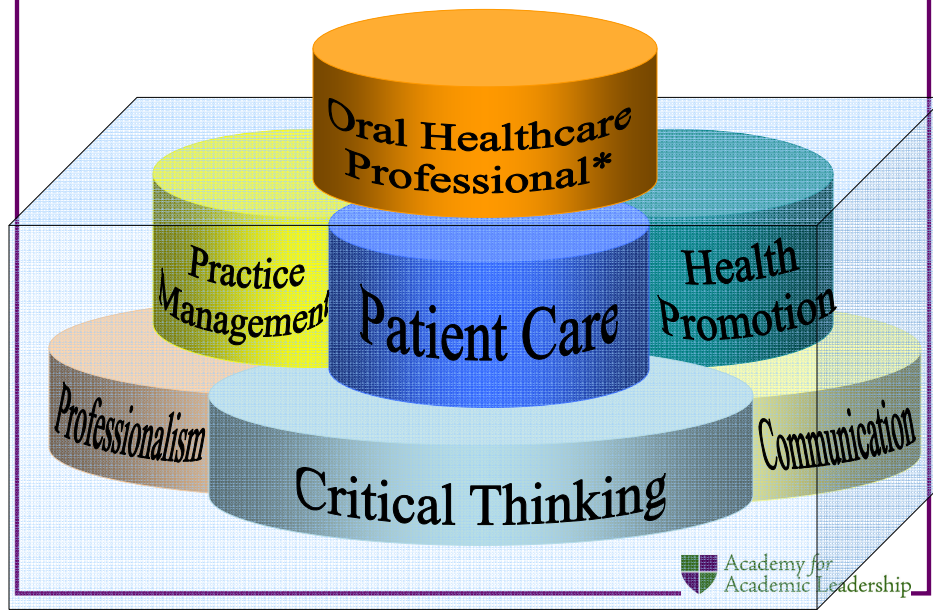 Oral Healthcare
Professional*
Practice
Management
Patient Care
Health
Promotion
Professionalism
Critical Thinking
Communication
Academy for
Academic Leadership